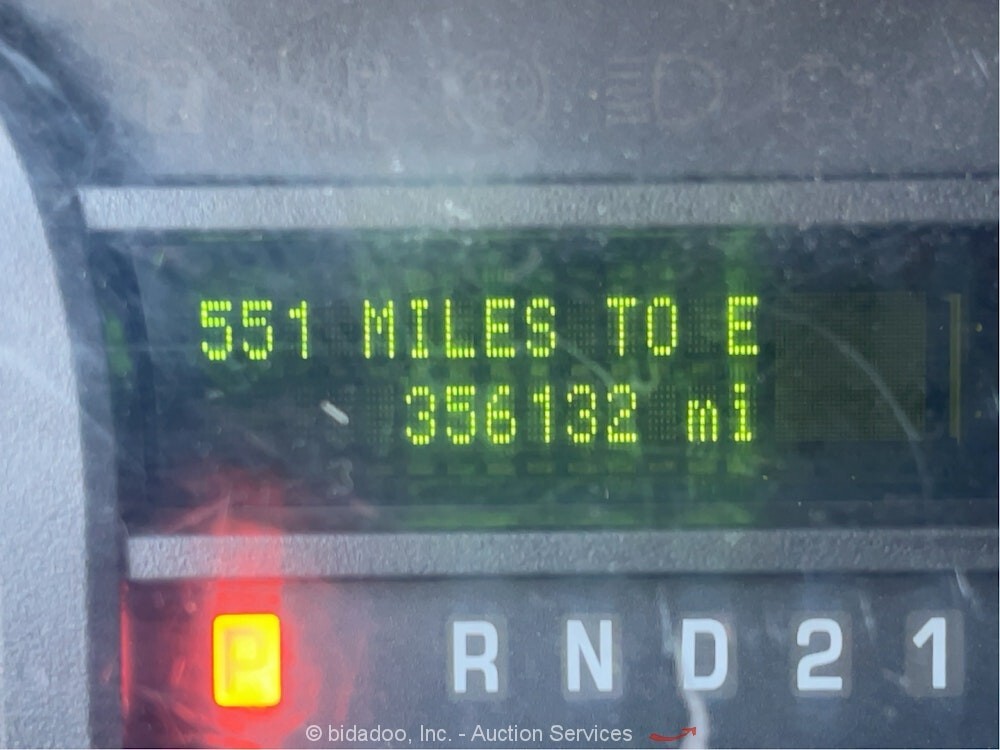 551 MILES TO E
356132 mi
P R N D 2 1
© bidadoo, Inc. - Auction Services